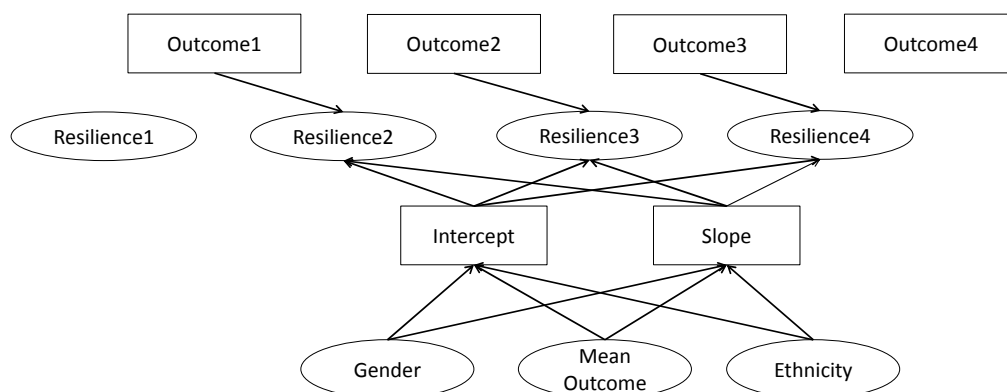 Outcome1
Outcome2
Outcome3
Outcome4
Resilience1
Resilience2
Resilience3
Resilience4
Intercept
Slope
Gender
Mean
Outcome
Ethnicity